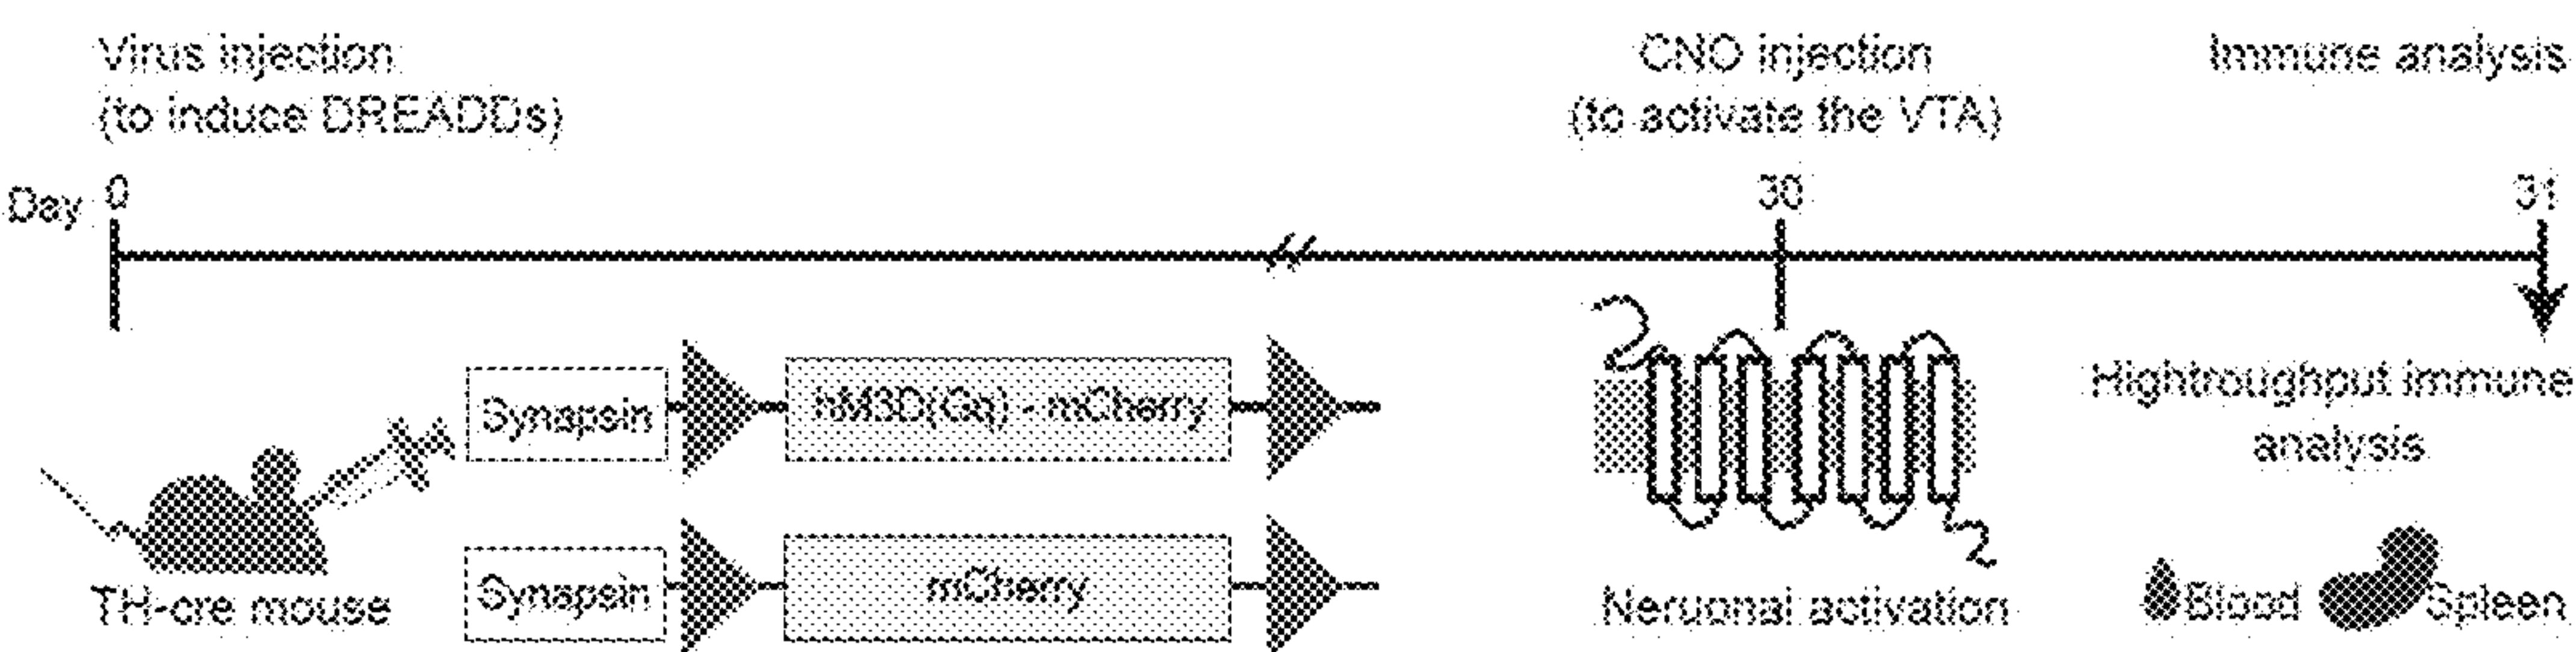 Virus injection
(to induce DREADDs)
CNO injection
(to activate the VTA)
Immune analysis
Day 0
30
31
Synapsin
hM3D(Gq) - mCherry
Hightroughput immune
analysis
Synapsin
mCherry
TH-cre mouse
Neruonal activation
Blood
Spleen